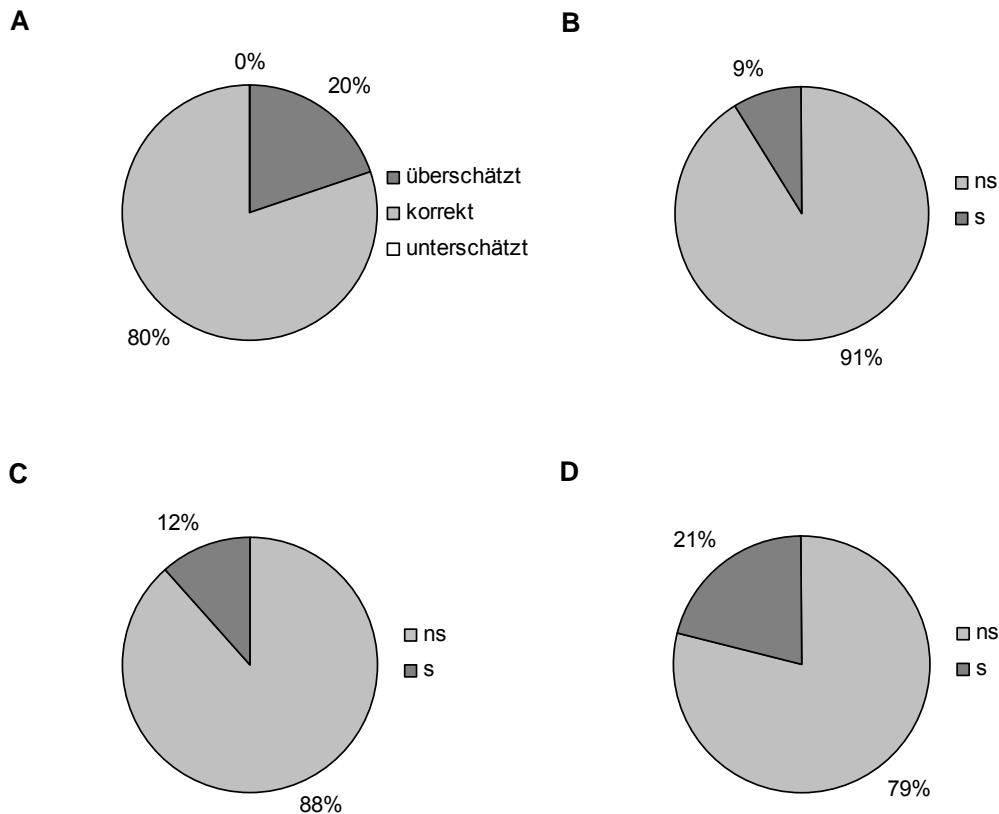 A
0%
20%
überschätzt
korrekt
unterschätzt
80%
B
9%
ns
s
91%
C
12%
ns
s
88%
D
21%
ns
s
79%